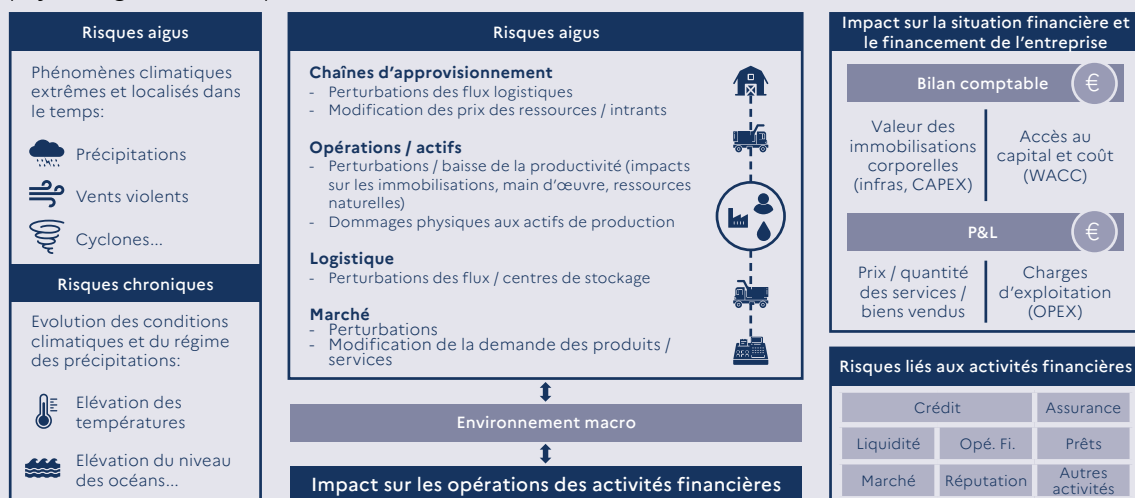 Risques aigus
Phénomènes climatiques
extrêmes et localisés dans
le temps:
Précipitations
Vents violents
Cyclones...
Risques chroniques
Evolution des conditions
climatiques et du régime
des précipitations:
Elévation des
températures
Elévation du niveau
des océans...
Risques aigus
Chaînes d'approvisionnement
- Perturbations des flux logistiques
- Modification des prix des ressources / intrants
Opérations / actifs
- Perturbations / baisse de la productivité (impacts
sur les immobilisations, main d'œuvre, ressources
naturelles)
- Dommages physiques aux actifs de production
Logistique
- Perturbations des flux / centres de stockage
Marché
- Perturbations
- Modification de la demande des produits /
services
Environnement macro
Impact sur les opérations des activités financières
Impact sur la situation financière et
le financement de l'entreprise
Bilan comptable €
Valeur des
immobilisations
corporelles
(infras, CAPEX)
Accès au
capital et coût
(WACC)
P&L €
Prix / quantité
des services /
biens vendus
Charges
d'exploitation
(OPEX)
Risques liés aux activités financières
Crédit
Assurance
Liquidité
Opé. Fi.
Prêts
Marché
Réputation
Autres
activités